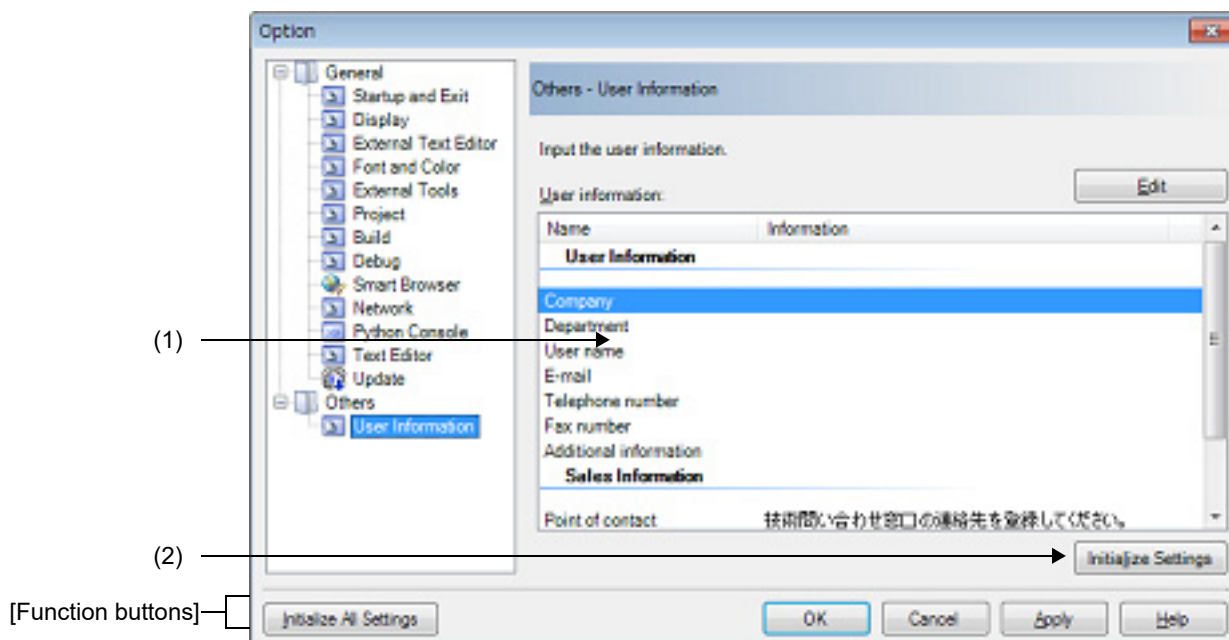 Option
General
Startup and Exit
Display
External Text Editor
Font and Color
External Tools
Project
Build
Debug
Smart Browser
Network
Python Console
Text Editor
Update
Others
User Information
Others - User Information
Input the user information.
User information:
Edit
Name Information
User Information
Company
Department
User name
E-mail
Telephone number
Fax number
Additional information
Sales Information
Point of contact 技術問い合わせ窓口の連絡先を登録してください。
Initialize Settings
(1)
(2)
[Function buttons]
Initialize All Settings OK Cancel Apply Help